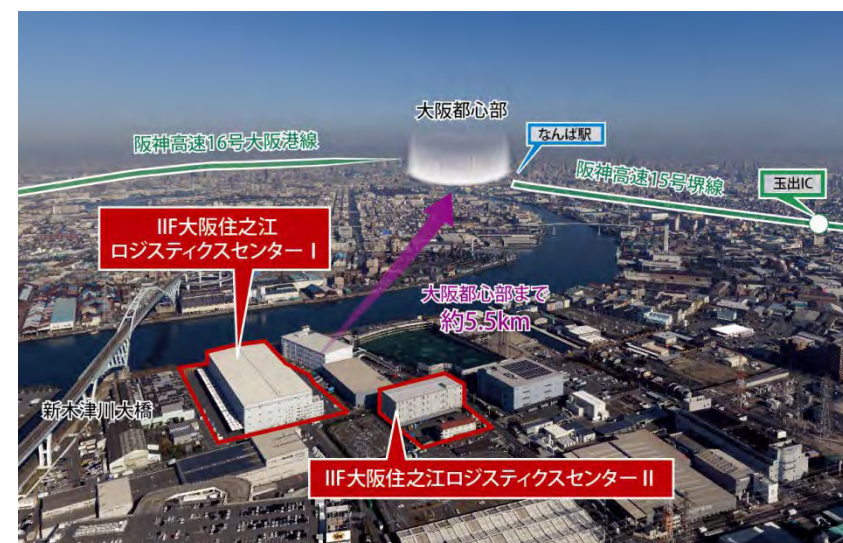 大阪都心部
なんば駅
阪神高速16号大阪港線
阪神高速15号堺線
玉出IC
IIF大阪住之江
ロジスティクスセンター I
大阪都心部まで
約5.5km
新木津川大橋
IIF大阪住之江ロジスティクスセンター II